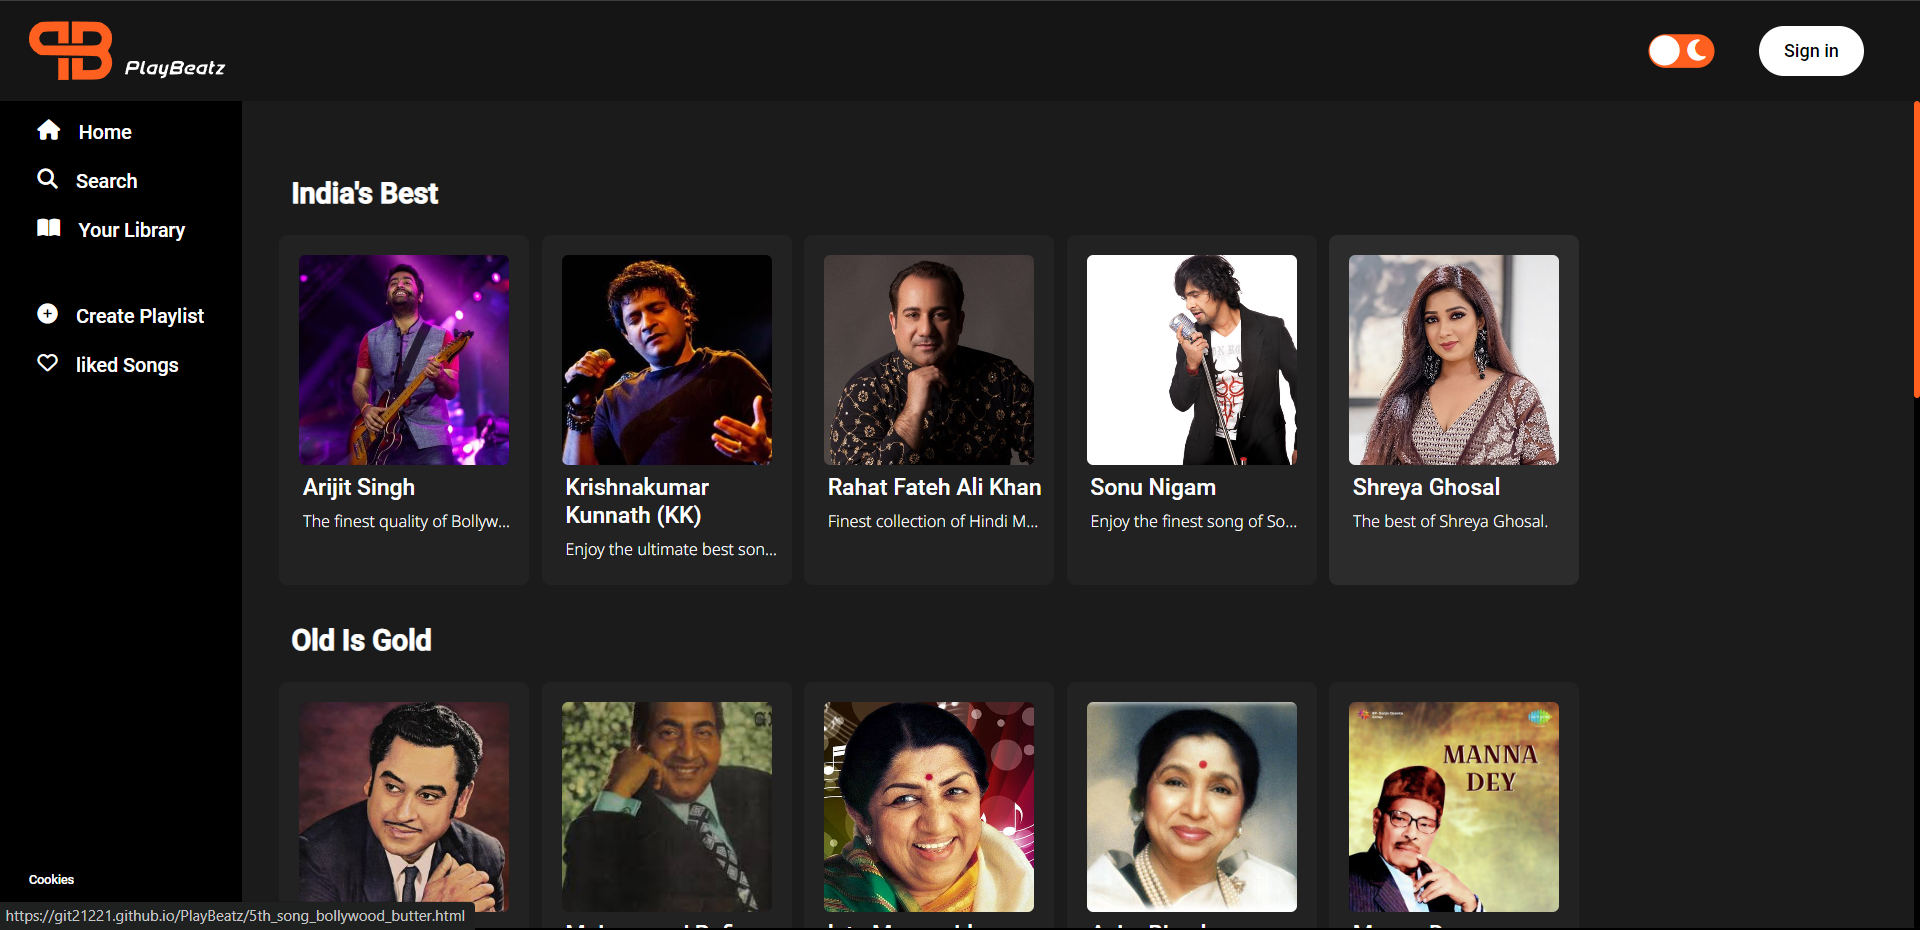 PlayBeatz
Sign in
Home
Search
Your Library
Create Playlist
liked Songs
Cookies
India's Best
Arijit Singh
The finest quality of Bollyw...
Krishnakumar
Kunnath (KK)
Enjoy the ultimate best son...
Rahat Fateh Ali Khan
Finest collection of Hindi M...
Sonu Nigam
Enjoy the finest song of So...
Shreya Ghosal
The best of Shreya Ghosal.
Old Is Gold
MANNA
DEY
https://git21221.github.io/PlayBeatz/5th_song_bollywood_butter.html